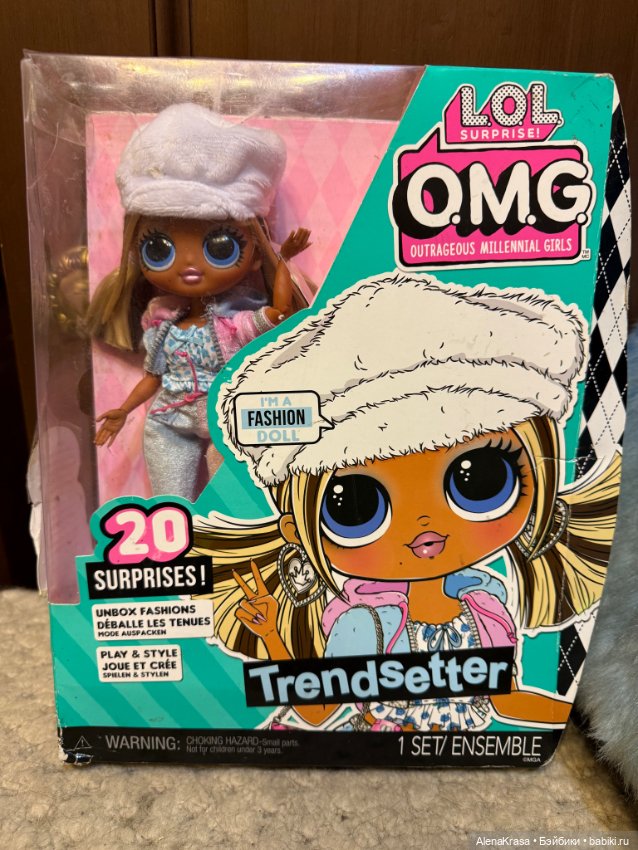 L.O.L.
SURPRISE!
O.M.G.
OUTRAGEOUS MILLENNIAL GIRLS
TM
MC
I'M A
FASHION
DOLL
20
SURPRISES!
UNBOX FASHIONS
DÉBALLE LES TENUES
MODE AUSPACKEN
PLAY & STYLE
JOUE ET CRÉE
SPIELEN & STYLEN
Trendsetter
WARNING: CHOKING HAZARD-Small parts.
Not for children under 3 years.
1 SET/ ENSEMBLE
©MGA
AlenaKrasa • Бэйбики • babiki.ru